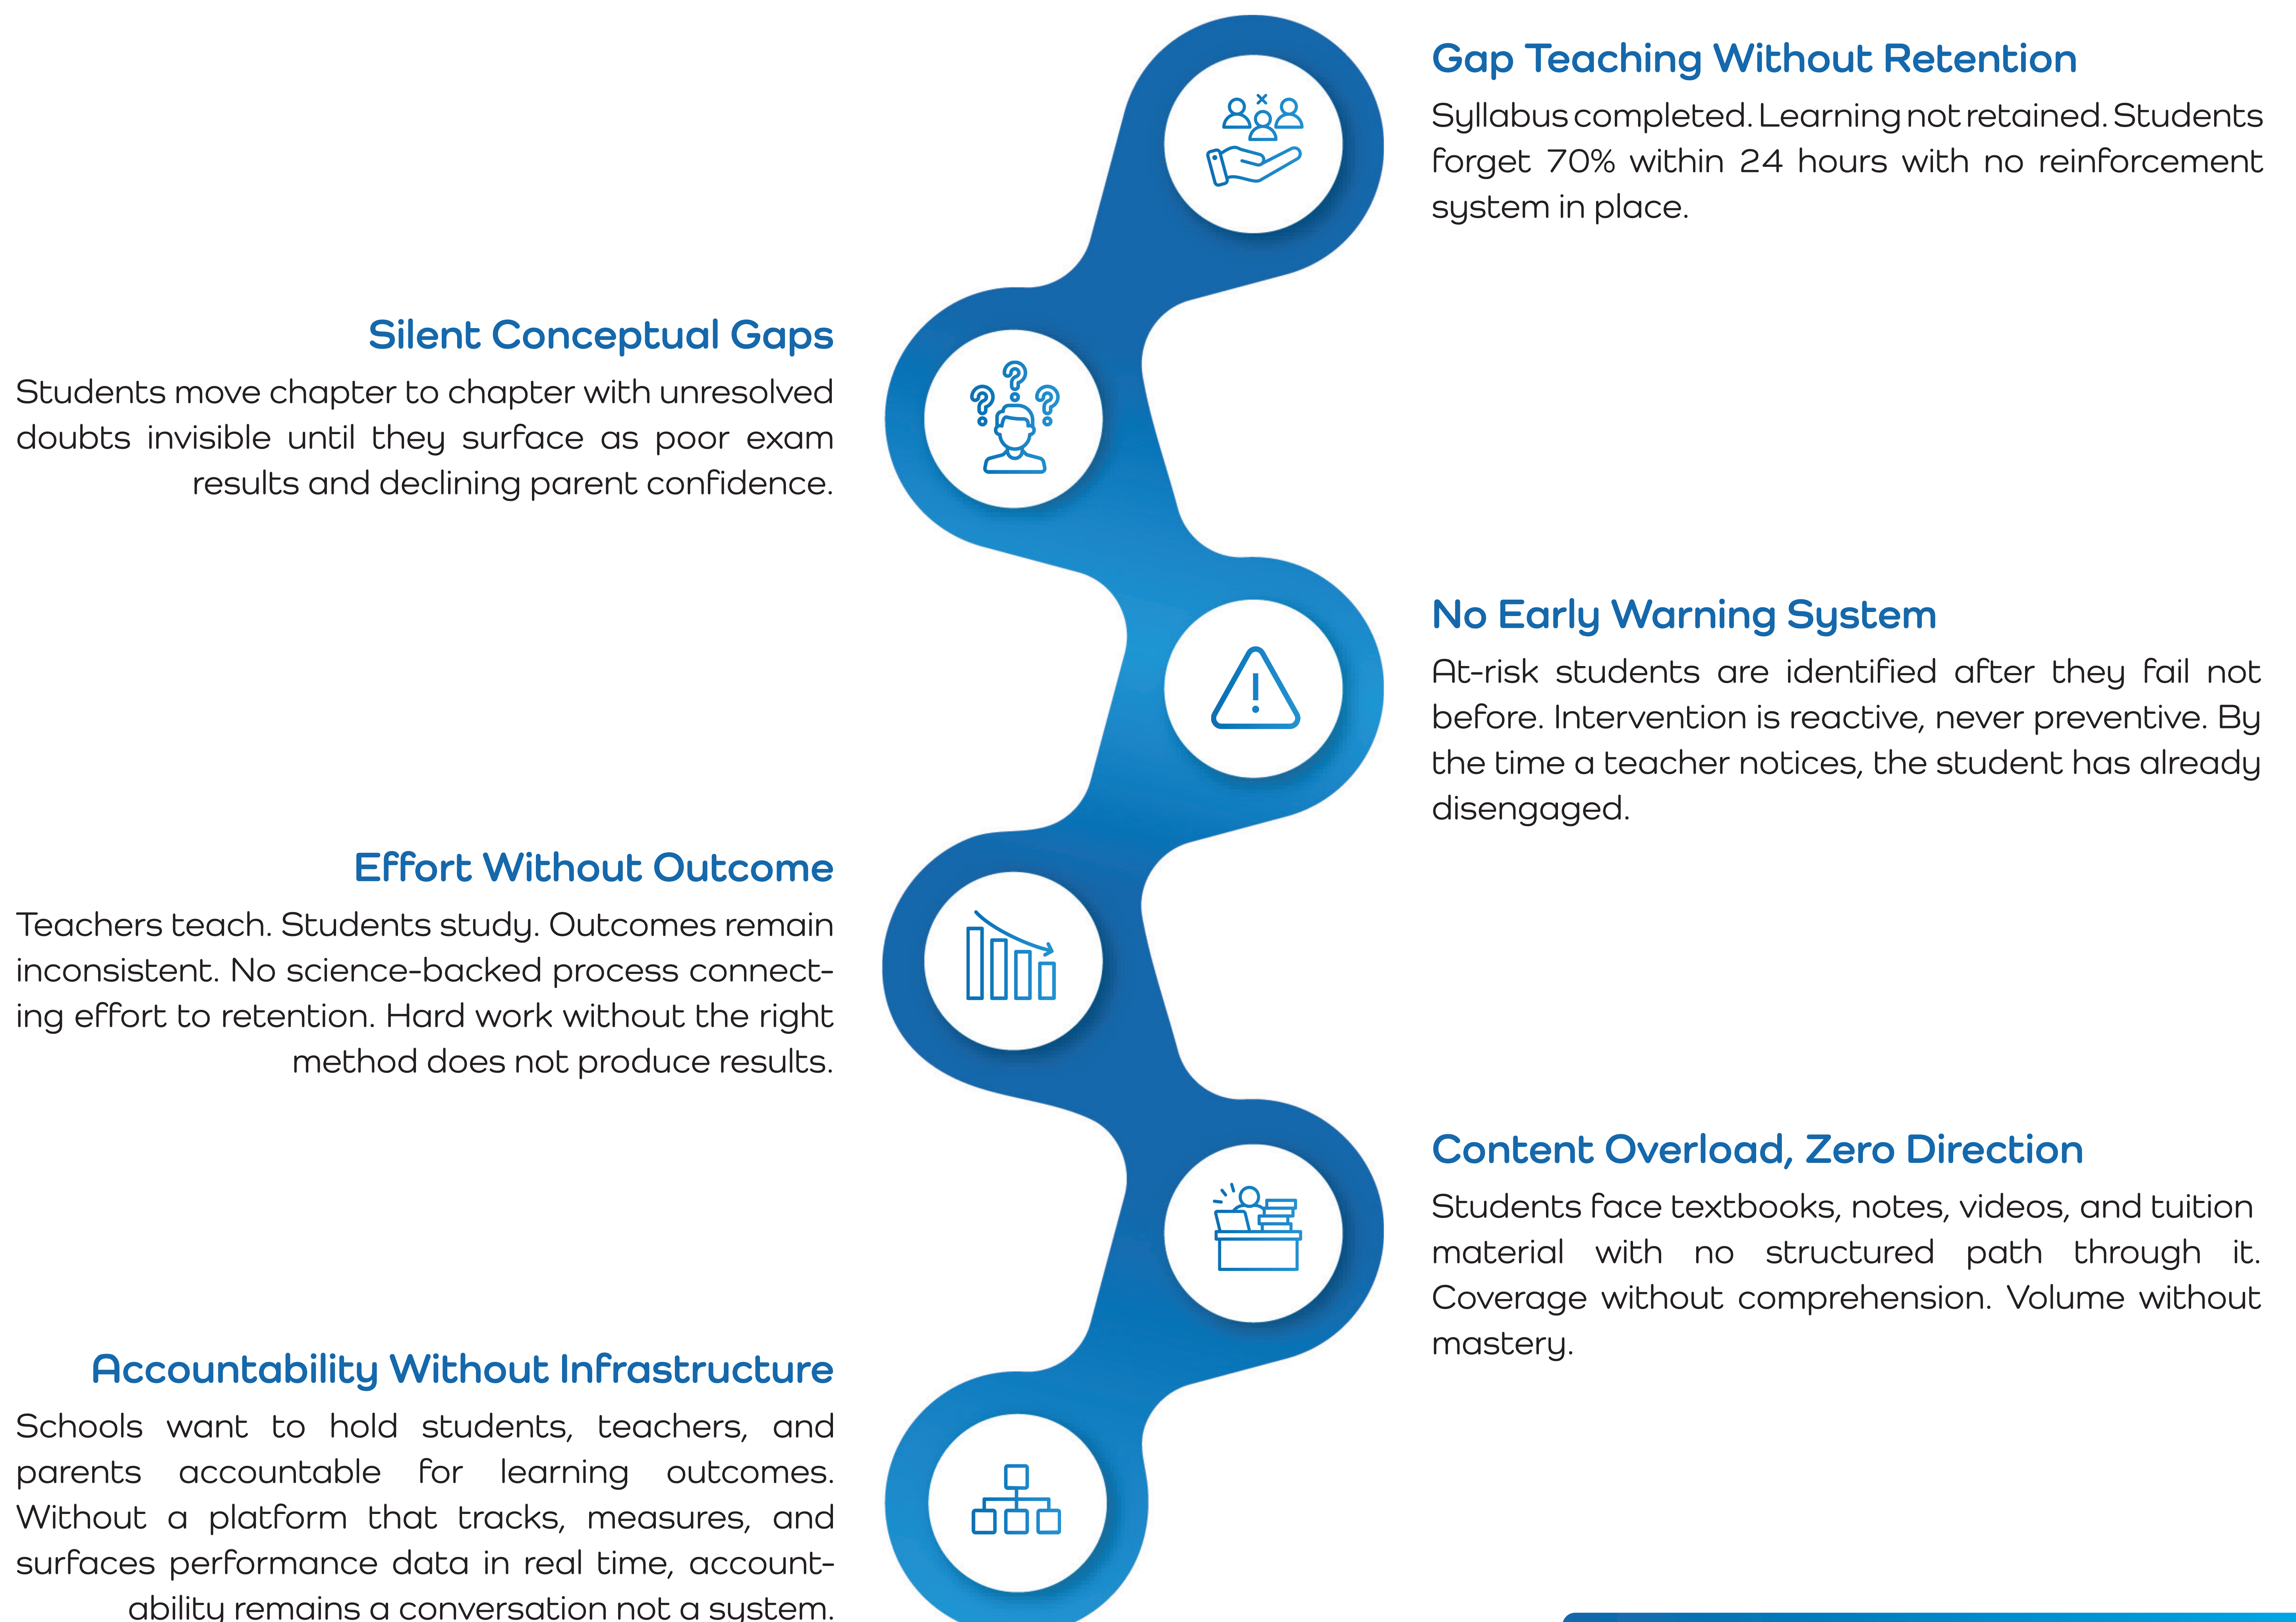 Gap Teaching Without Retention
Syllabus completed. Learning not retained. Students
forget 70% within 24 hours with no reinforcement
system in place.
Silent Conceptual Gaps
Students move chapter to chapter with unresolved
doubts invisible until they surface as poor exam
results and declining parent confidence.
No Early Warning System
At-risk students are identified after they fail not
before. Intervention is reactive, never preventive. By
the time a teacher notices, the student has already
disengaged.
Effort Without Outcome
Teachers teach. Students study. Outcomes remain
inconsistent. No science-backed process connect-
ing effort to retention. Hard work without the right
method does not produce results.
Content Overload, Zero Direction
Students face textbooks, notes, videos, and tuition
material with no structured path through it.
Coverage without comprehension. Volume without
mastery.
Accountability Without Infrastructure
Schools want to hold students, teachers, and
parents accountable for learning outcomes.
Without a platform that tracks, measures, and
surfaces performance data in real time, account-
ability remains a conversation not a system.